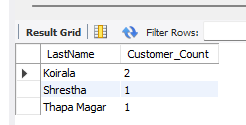 Result Grid Filter Rows:
LastName Customer_Count
Koirala 2
Shrestha 1
Thapa Magar 1